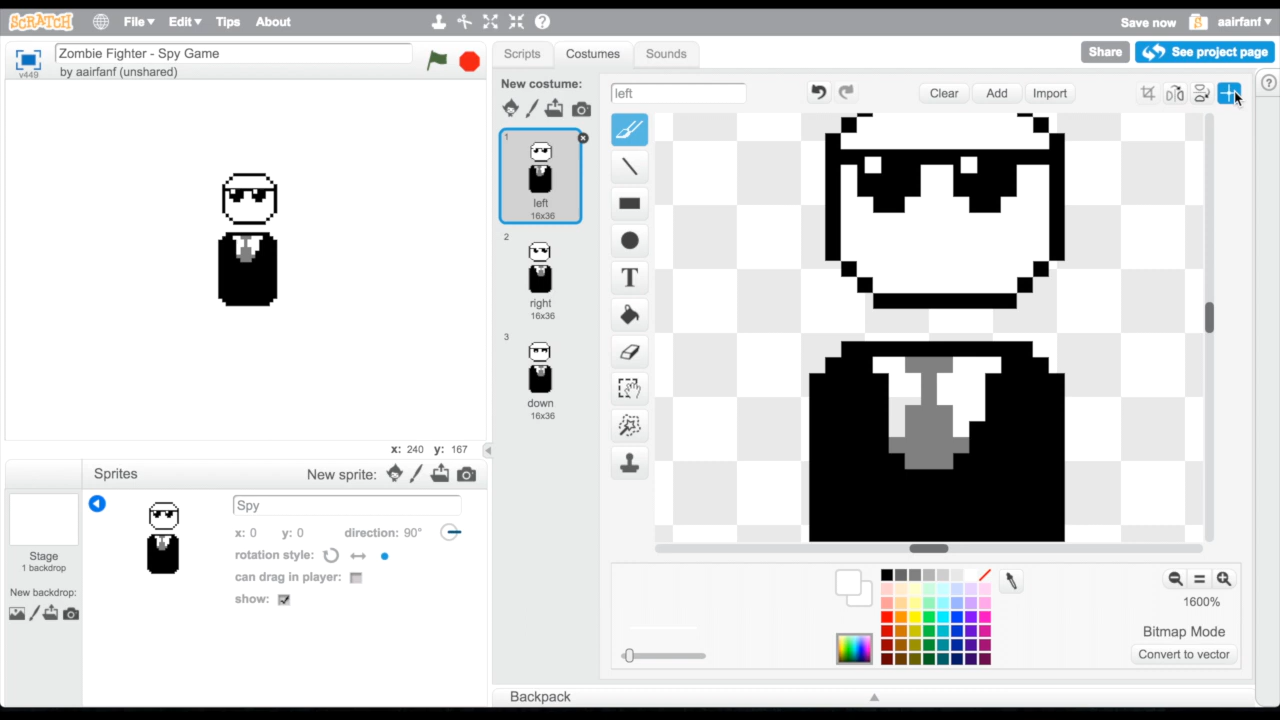 SCRATCH File▾ Edit▾ Tips About Save now aairfanf▾
v449 Zombie Fighter - Spy Game
by aairfanf (unshared)
Scripts Costumes Sounds Share See project page
New costume: left Clear Add Import
1
left
16x36
2
right
16x36
3
down
16x36
T
x: 240 y: 167
Sprites New sprite:
Spy
x: 0 y: 0 direction: 90°
rotation style:
can drag in player:
show:
Stage
1 backdrop
New backdrop:
1600%
Bitmap Mode
Convert to vector
Backpack